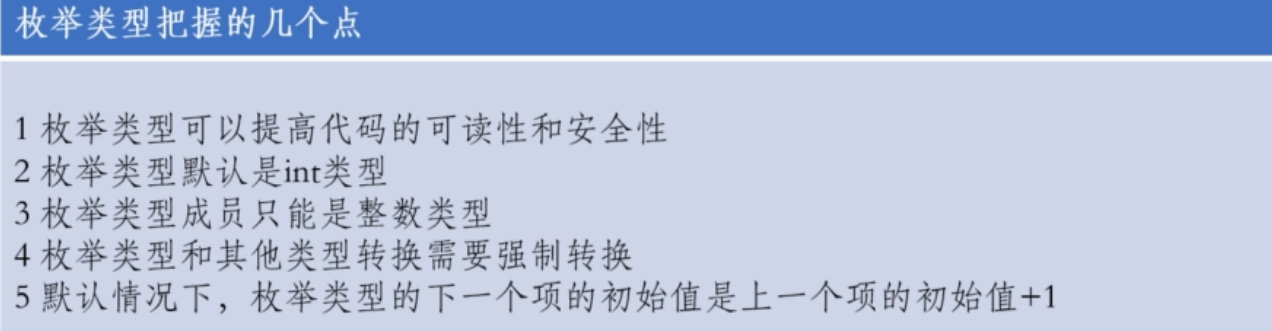 枚举类型把握的几个点
1 枚举类型可以提高代码的可读性和安全性
2 枚举类型默认是int类型
3 枚举类型成员只能是整数类型
4 枚举类型和其他类型转换需要强制转换
5 默认情况下，枚举类型的下一个项的初始值是上一个项的初始值+1